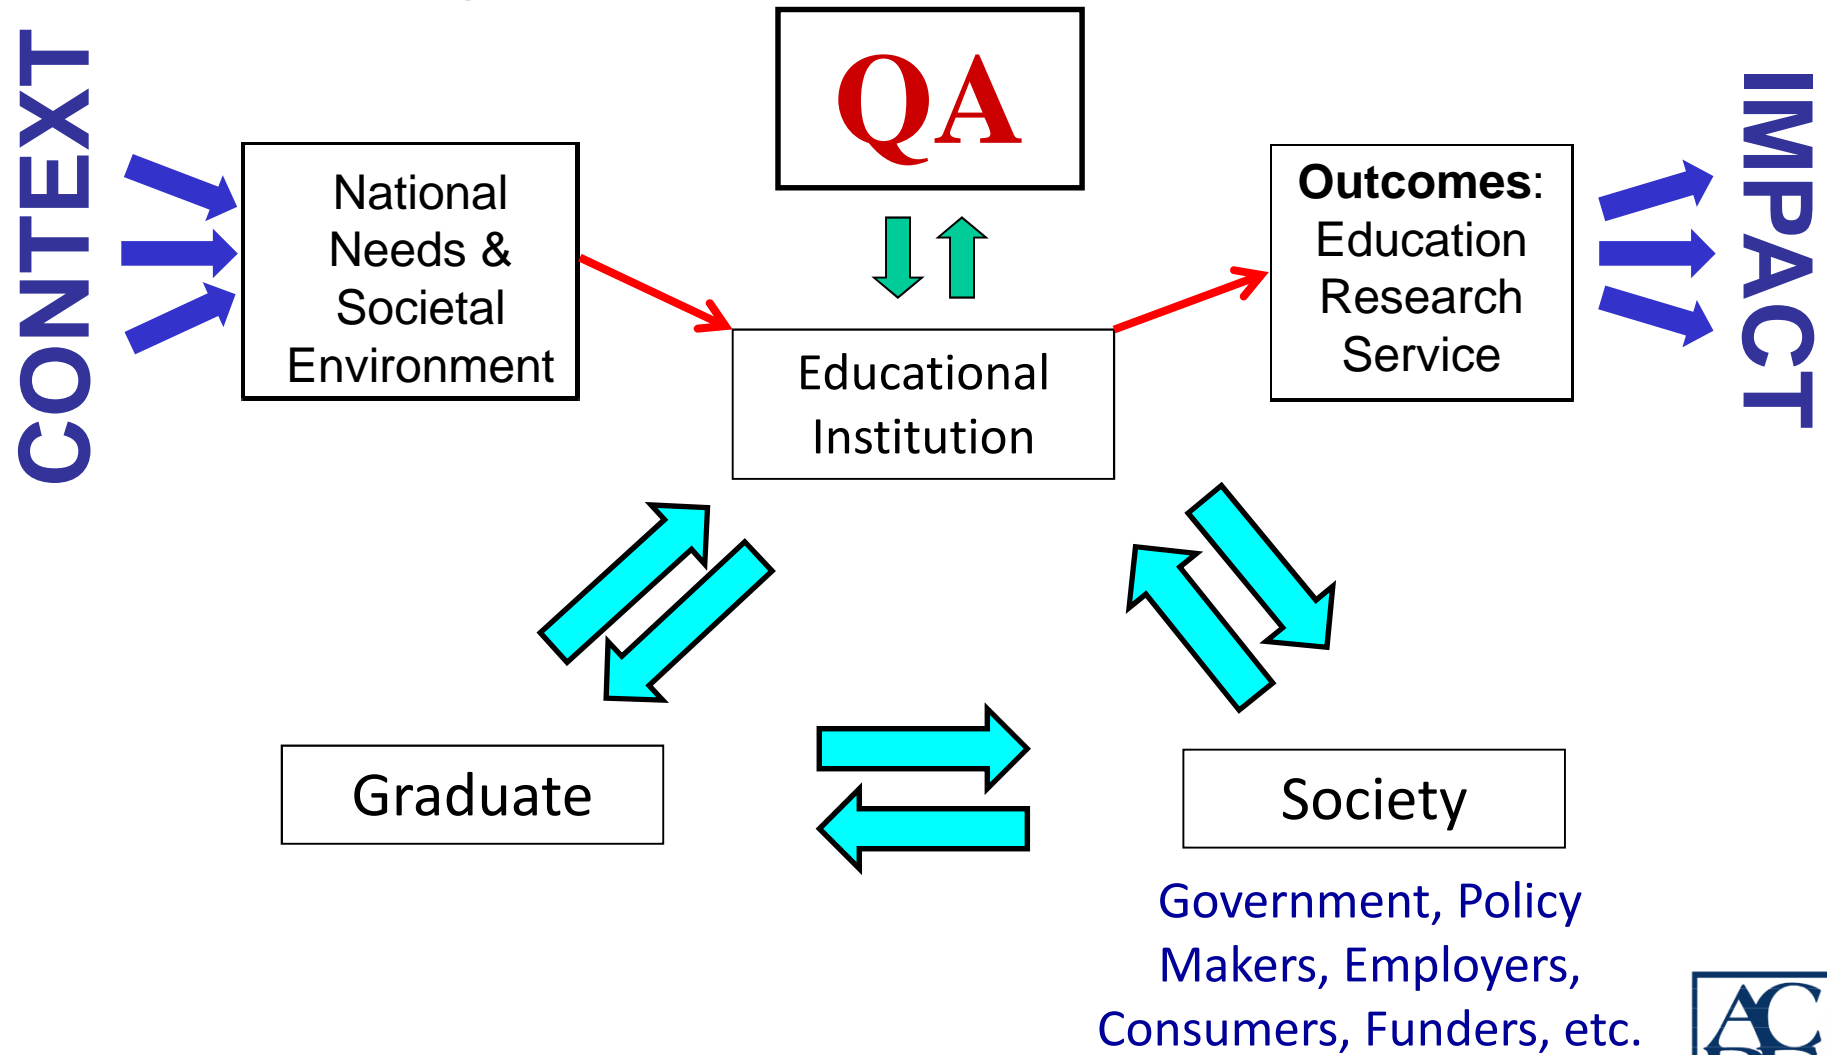 CONTEXT
QA
IMPACT
National
Needs &
Societal
Environment
Outcomes:
Education
Research
Service
Educational
Institution
Graduate
Society
Government, Policy
Makers, Employers,
Consumers, Funders, etc.
AC